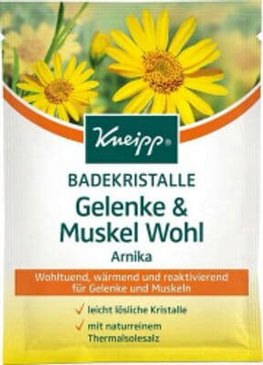 Kneipp®
BADEKRISTALLE
Gelenke &
Muskel Wohl
Arnika
Wohltuend, wärmend und reaktivierend
für Gelenke und Muskeln
✓ leicht lösliche Kristalle
✓ mit naturreinem
Thermalsolesalz